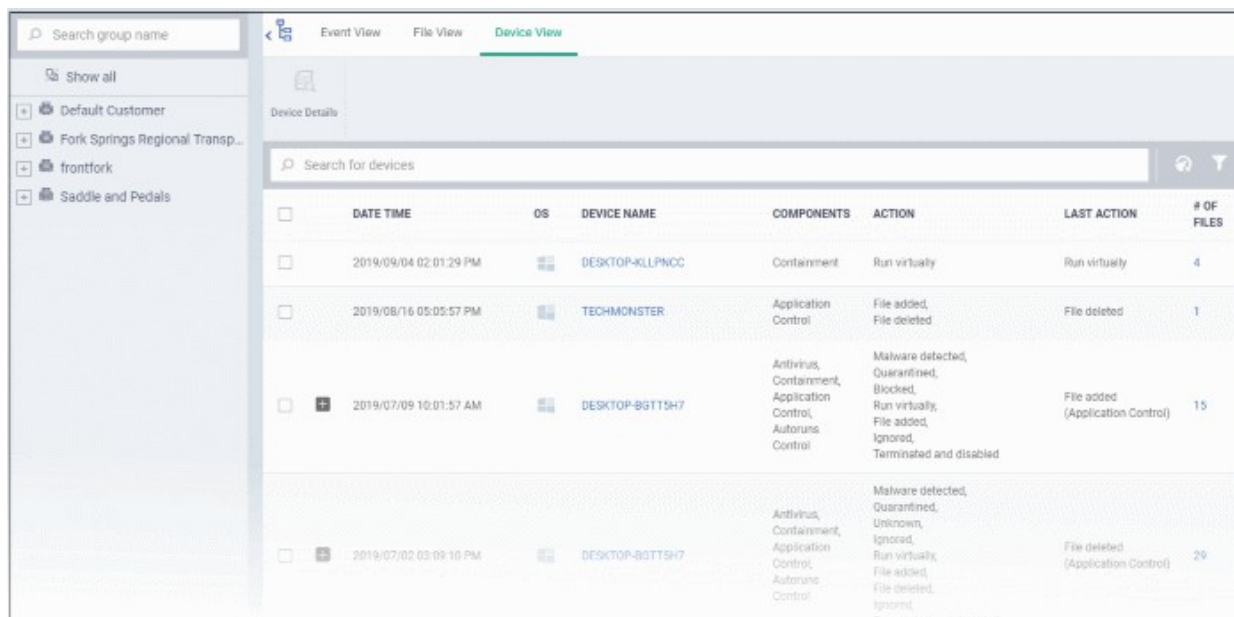 Search group name
Show all
Default Customer
Fork Springs Regional Transp...
frontfork
Saddle and Pedals
Event View
File View
Device View
Device Details
Search for devices
DATE TIME
OS
DEVICE NAME
COMPONENTS
ACTION
LAST ACTION
# OF
FILES
2019/09/04 02:01:29 PM
DESKTOP-KLLPNCC
Containment
Run virtually
Run virtually
4
2019/08/16 05:05:57 PM
TECHMONSTER
Application
Control
File added,
File deleted
File deleted
1
2019/07/09 10:01:57 AM
DESKTOP-BGTT5H7
Antivirus,
Containment,
Application
Control,
Autoruns
Control
Malware detected,
Quarantined,
Blocked,
Run virtually,
File added,
Ignored,
Terminated and disabled
File added
(Application Control)
15
2019/07/02 03:09:10 PM
DESKTOP-BGTT5H7
Antivirus,
Containment,
Application
Control,
Autoruns
Control
Malware detected,
Quarantined,
Unknown,
Ignored,
Run virtually,
File added,
File deleted,
Ignored,
File deleted
(Application Control)
29